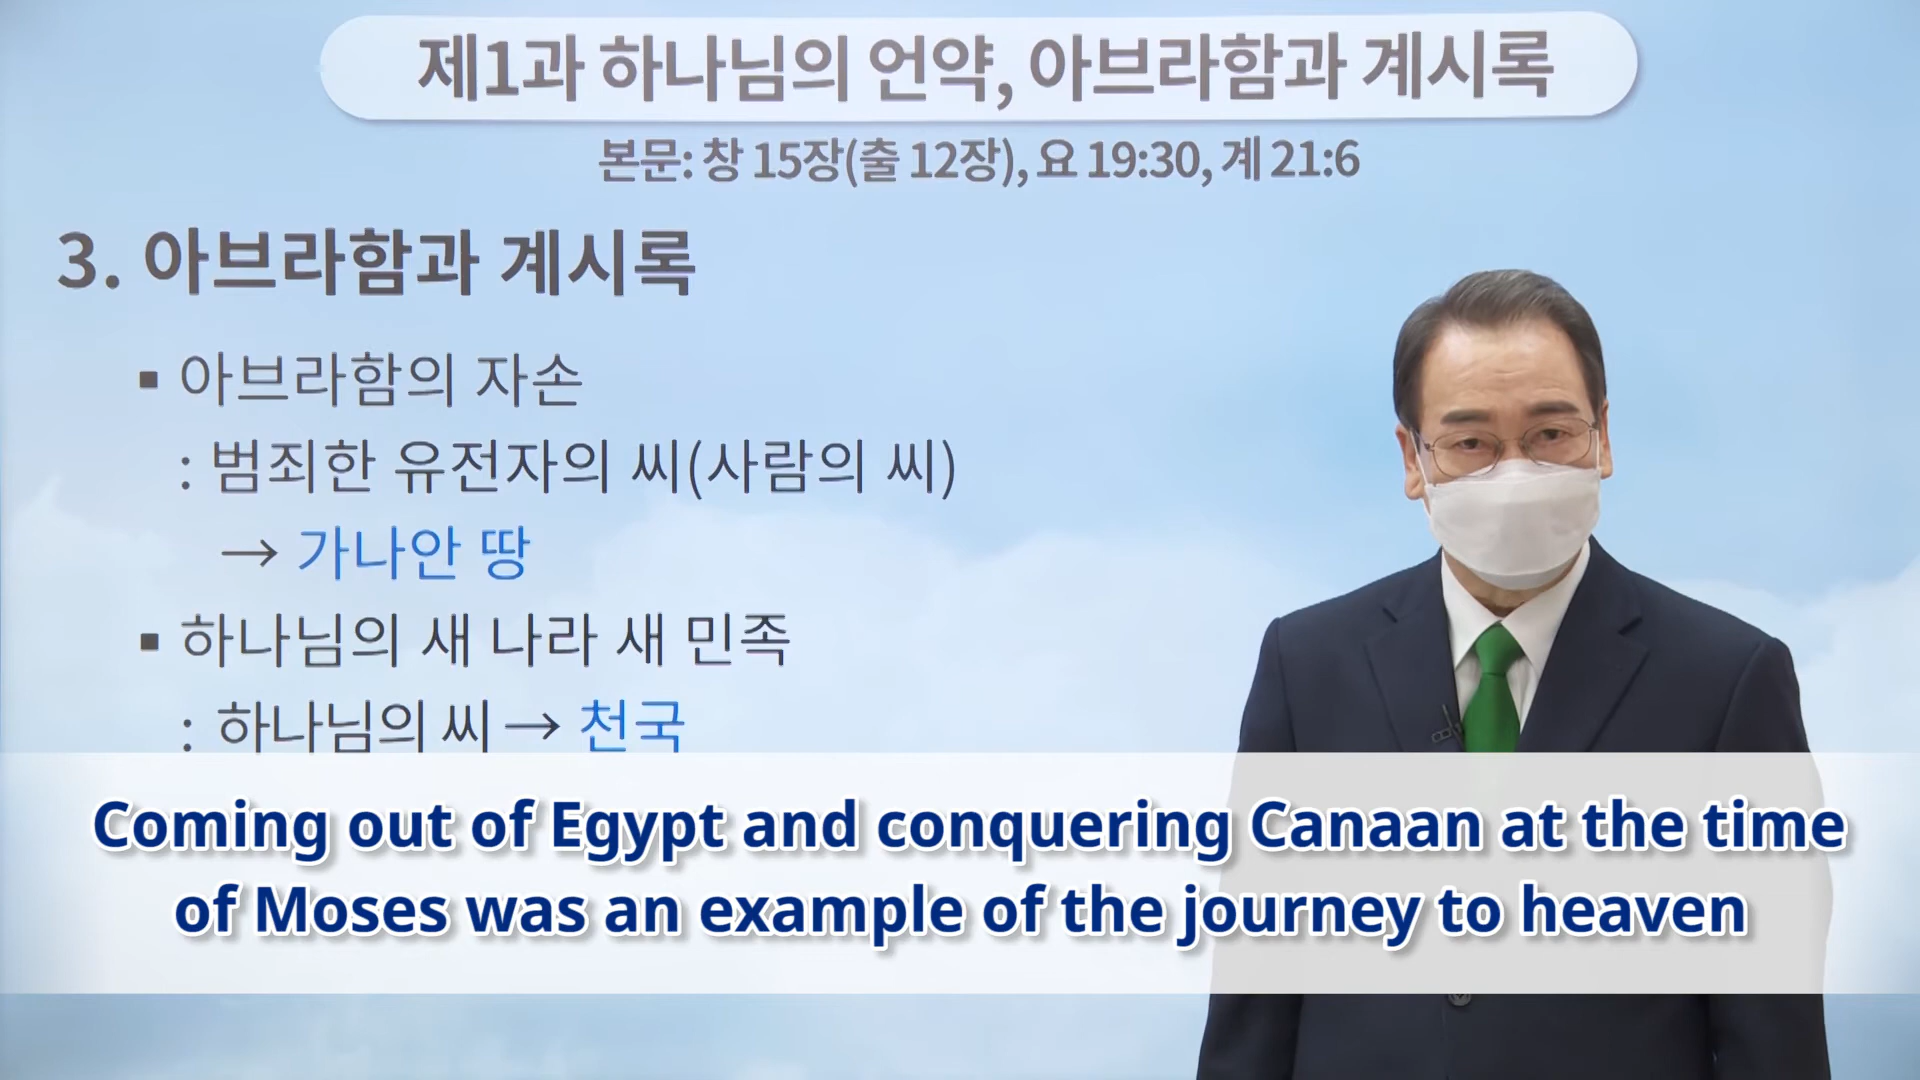 제1과 하나님의 언약, 아브라함과 계시록
본문: 창 15장(출 12장), 요 19:30, 계 21:6
3. 아브라함과 계시록
▪ 아브라함의 자손
: 범죄한 유전자의 씨(사람의 씨)
→ 가나안 땅
▪ 하나님의 새 나라 새 민족
: 하나님의 씨 → 천국
Coming out of Egypt and conquering Canaan at the time
of Moses was an example of the journey to heaven